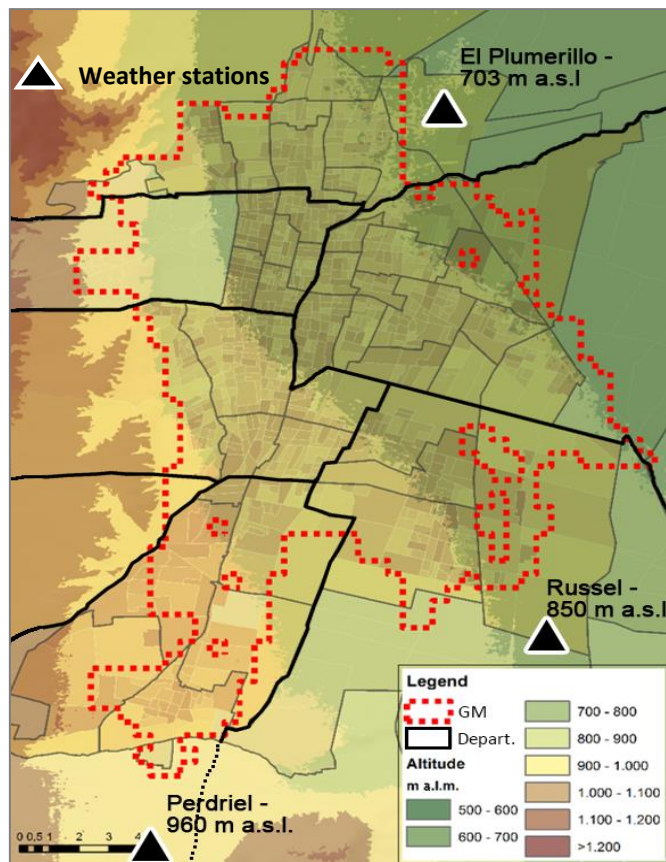 Weather stations
El Plumerillo -
703 m a.s.l
Russel -
850 m a.s.l
Perdriel -
960 m a.s.l.
0 0,5 1 2 3 4
Legend
GM
Depart.
Altitude
m a.l.m.
500 - 600
600 - 700
700 - 800
800 - 900
900 - 1.000
1.000 - 1.100
1.100 - 1.200
>1.200